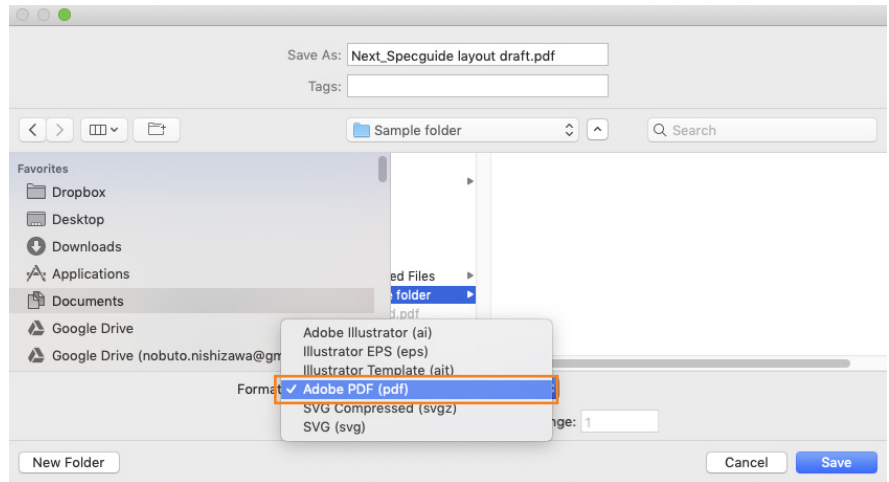 Save As: Next_Specguide layout draft.pdf
Tags:
Sample folder
Search
Favorites
Dropbox
Desktop
Downloads
Applications
Documents
Google Drive
Google Drive (nobuto.nishizawa@gm
ed Files
folder
d.pdf
Format
Adobe Illustrator (ai)
Illustrator EPS (eps)
Illustrator Template (ait)
✓ Adobe PDF (pdf)
SVG Compressed (svgz)
SVG (svg)
nge: 1
New Folder
Cancel
Save